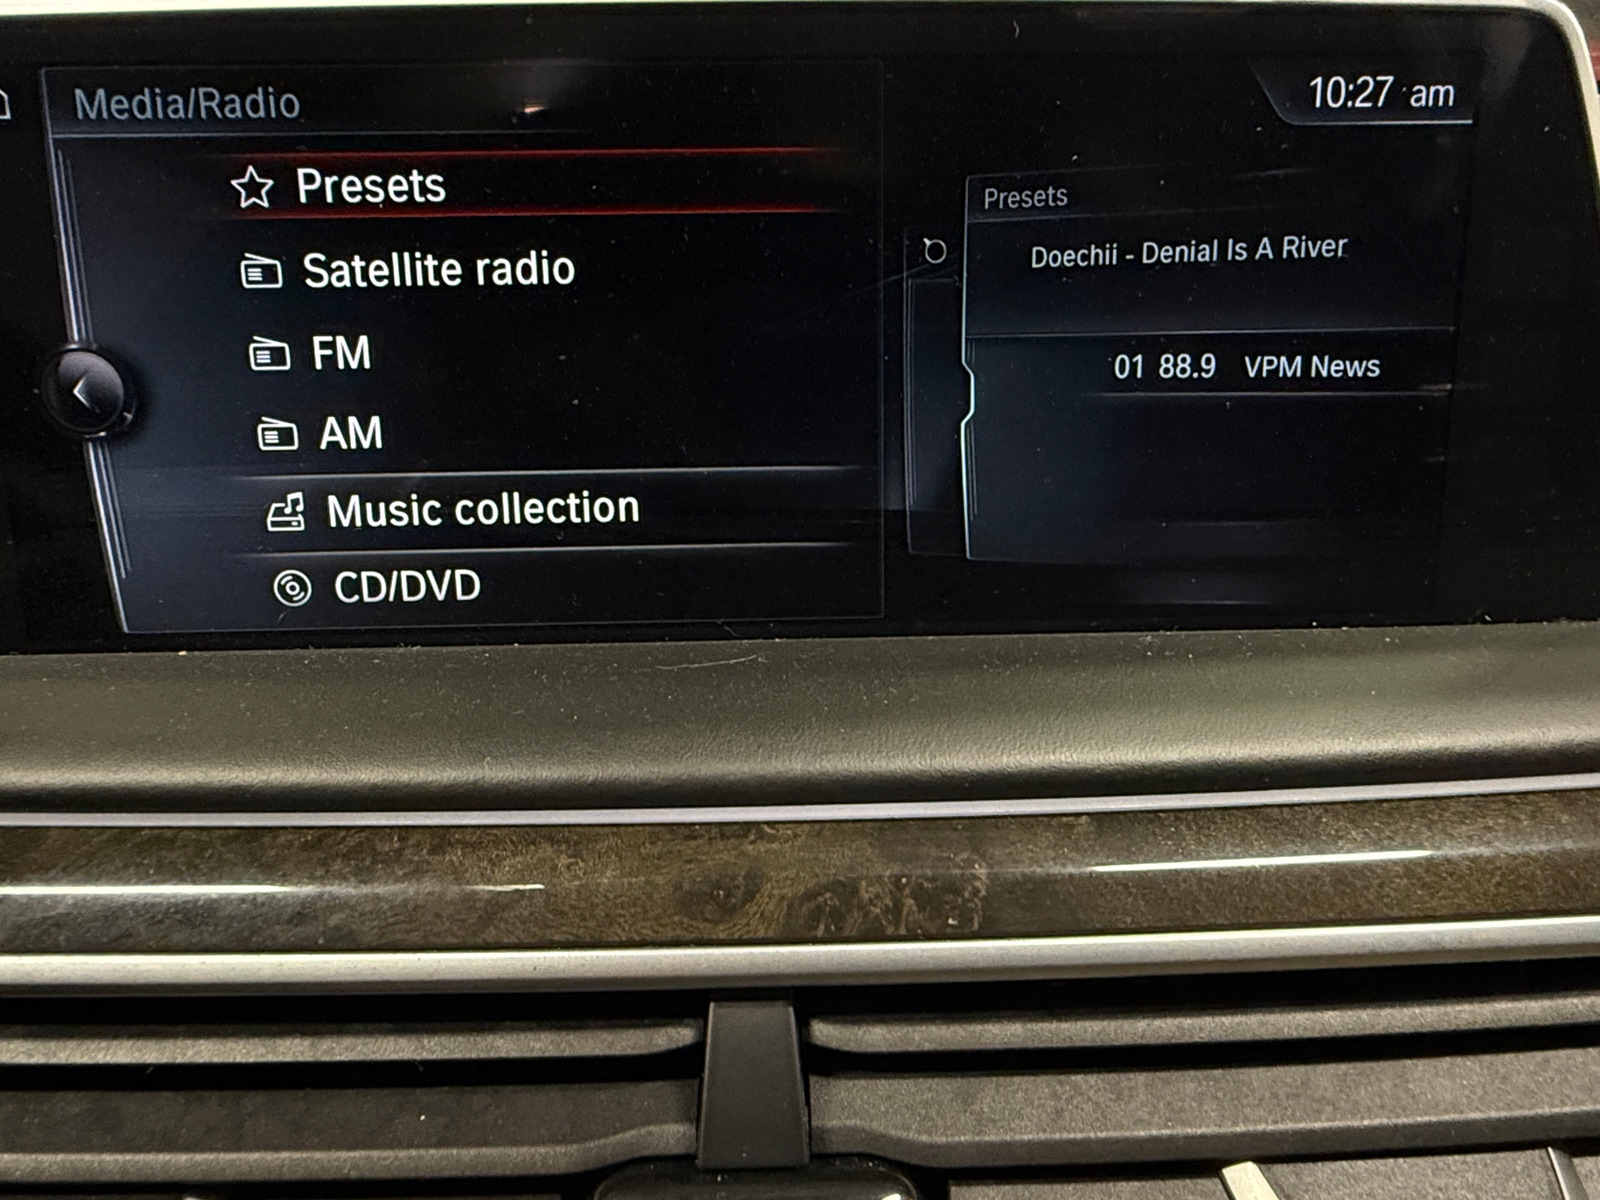 Media/Radio
10:27 am
Presets
Satellite radio
FM
AM
Music collection
CD/DVD
Presets
Doechii - Denial Is A River
01 88.9 VPM News